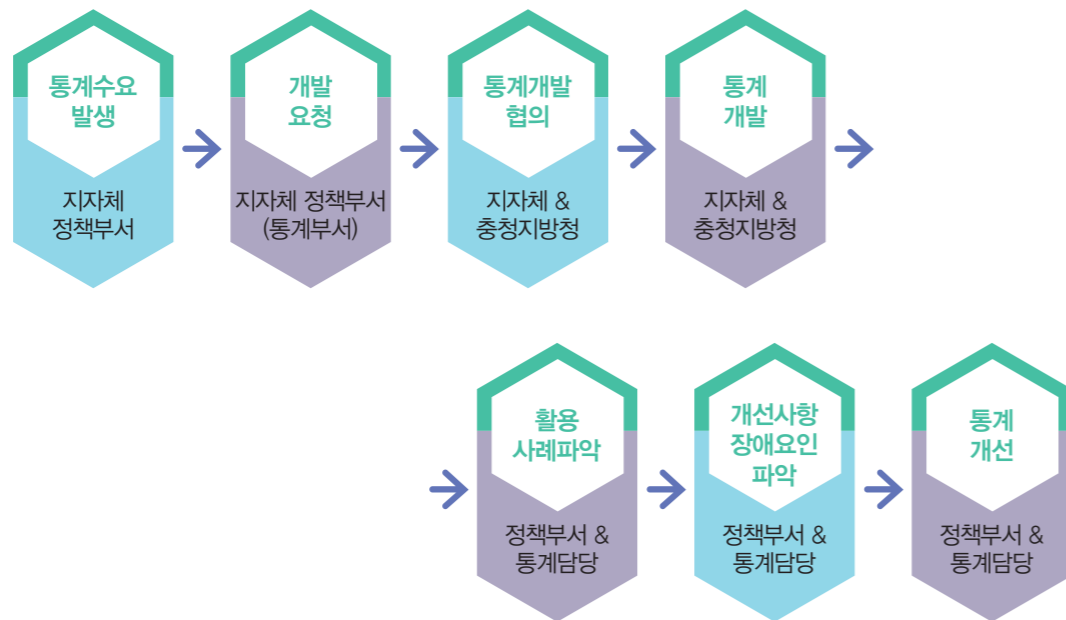 통계수요
발생
지자체
정책부서
개발
요청
지자체 정책부서
(통계부서)
통계개발
협의
지자체 &
충청지방청
통계
개발
지자체 &
충청지방청
활용
사례파악
정책부서 &
통계담당
개선사항
장애요인
파악
정책부서 &
통계담당
통계
개선
정책부서 &
통계담당